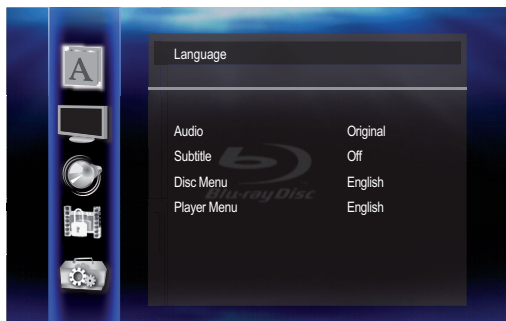 A
Language
Audio Original
Subtitle Off
Disc Menu English
Blu-ray Disc
Player Menu English